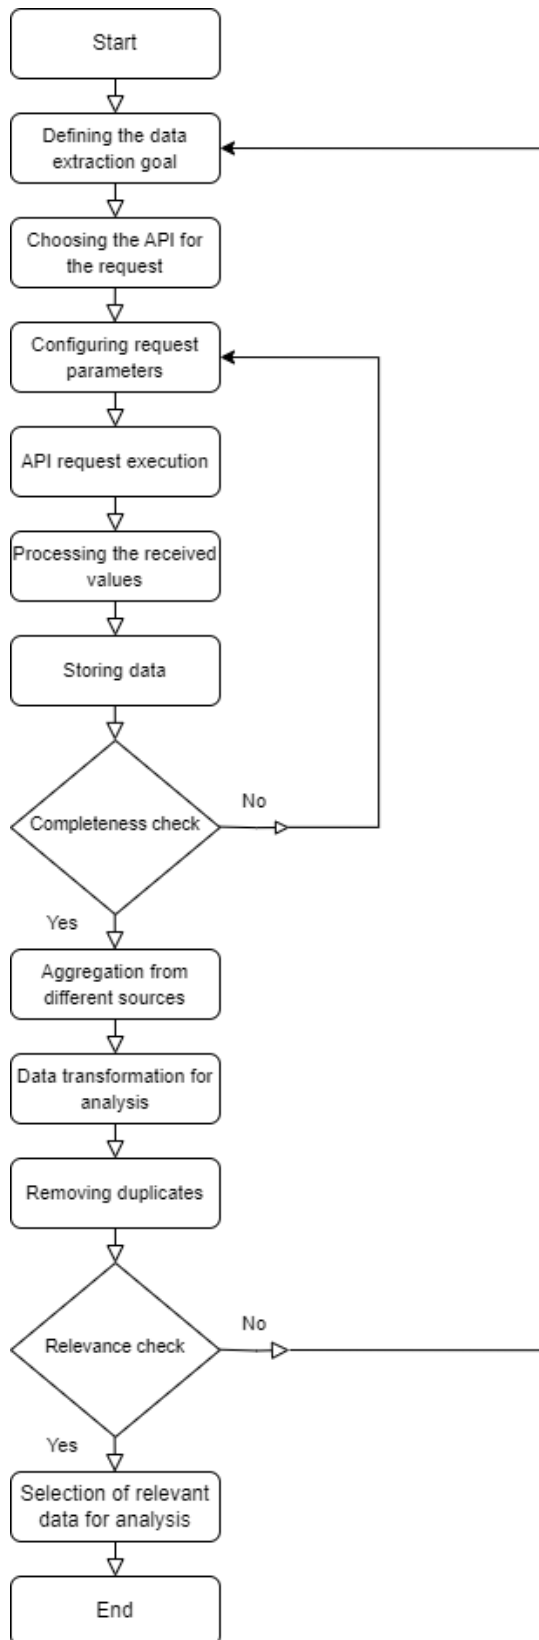 Start
Defining the data
extraction goal
Choosing the API for
the request
Configuring request
parameters
API request execution
Processing the received
values
Storing data
Completeness check
No
Yes
Aggregation from
different sources
Data transformation for
analysis
Removing duplicates
Relevance check
No
Yes
Selection of relevant
data for analysis
End